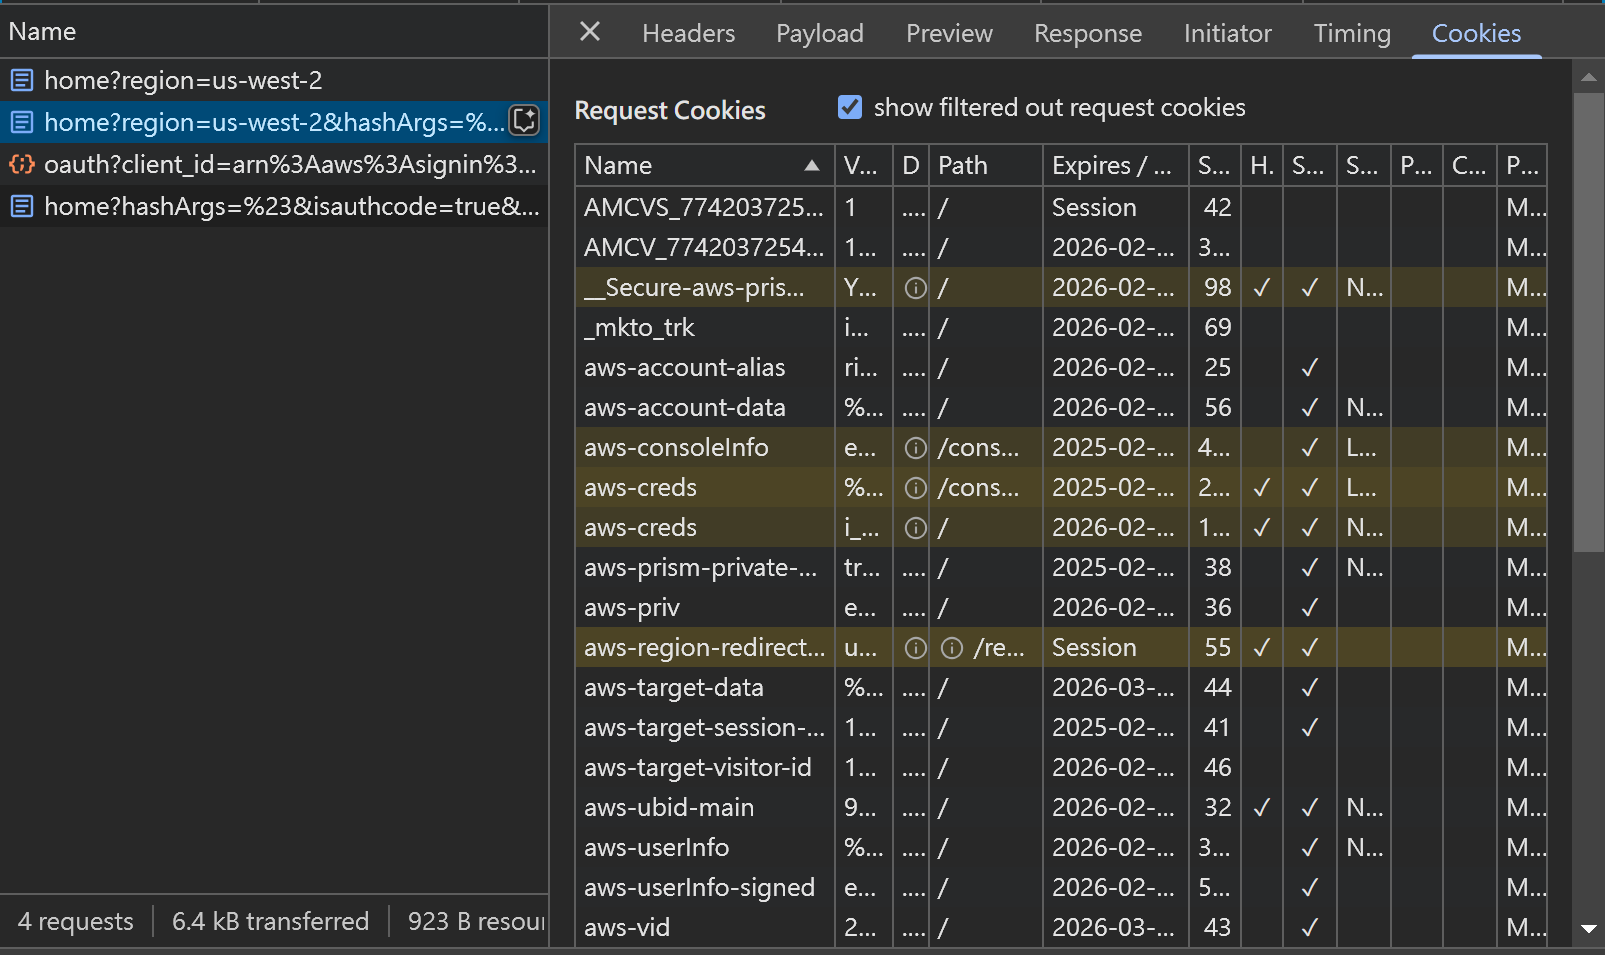 Name
home?region=us-west-2
home?region=us-west-2&hashArgs=%...
oauth?client_id=arn%3Aaws%3Asignin%3...
home?hashArgs=%23&isauthcode=true&...
4 requests 6.4 kB transferred 923 B resour
Headers Payload Preview Response Initiator Timing Cookies
Request Cookies show filtered out request cookies
Name V... D Path Expires / ... S... H. S... S... P... C... P...
AMCVS_774203725... 1 .... / Session 42 M...
AMCV_7742037254... 1... .... / 2026-02-... 3... M...
__Secure-aws-pris... Y... / 2026-02-... 98 ✓ ✓ N... M...
_mkto_trk i... .... / 2026-02-... 69 M...
aws-account-alias ri... .... / 2026-02-... 25 ✓ M...
aws-account-data %... .... / 2026-02-... 56 ✓ N... M...
aws-consoleInfo e... /cons... 2025-02-... 4... ✓ L... M...
aws-creds %... /cons... 2025-02-... 2... ✓ ✓ L... M...
aws-creds i_... / 2026-02-... 1... ✓ ✓ N... M...
aws-prism-private-... tr... .... / 2025-02-... 38 ✓ N... M...
aws-priv e... .... / 2026-02-... 36 ✓ M...
aws-region-redirect... u... /re... Session 55 ✓ ✓ M...
aws-target-data %... .... / 2026-03-... 44 ✓ M...
aws-target-session-... 1... .... / 2025-02-... 41 ✓ M...
aws-target-visitor-id 1... .... / 2026-02-... 46 M...
aws-ubid-main 9... .... / 2026-02-... 32 ✓ ✓ N... M...
aws-userInfo %... .... / 2026-02-... 3... ✓ N... M...
aws-userInfo-signed e... .... / 2026-02-... 5... ✓ M...
aws-vid 2... .... / 2026-03-... 43 ✓ M...